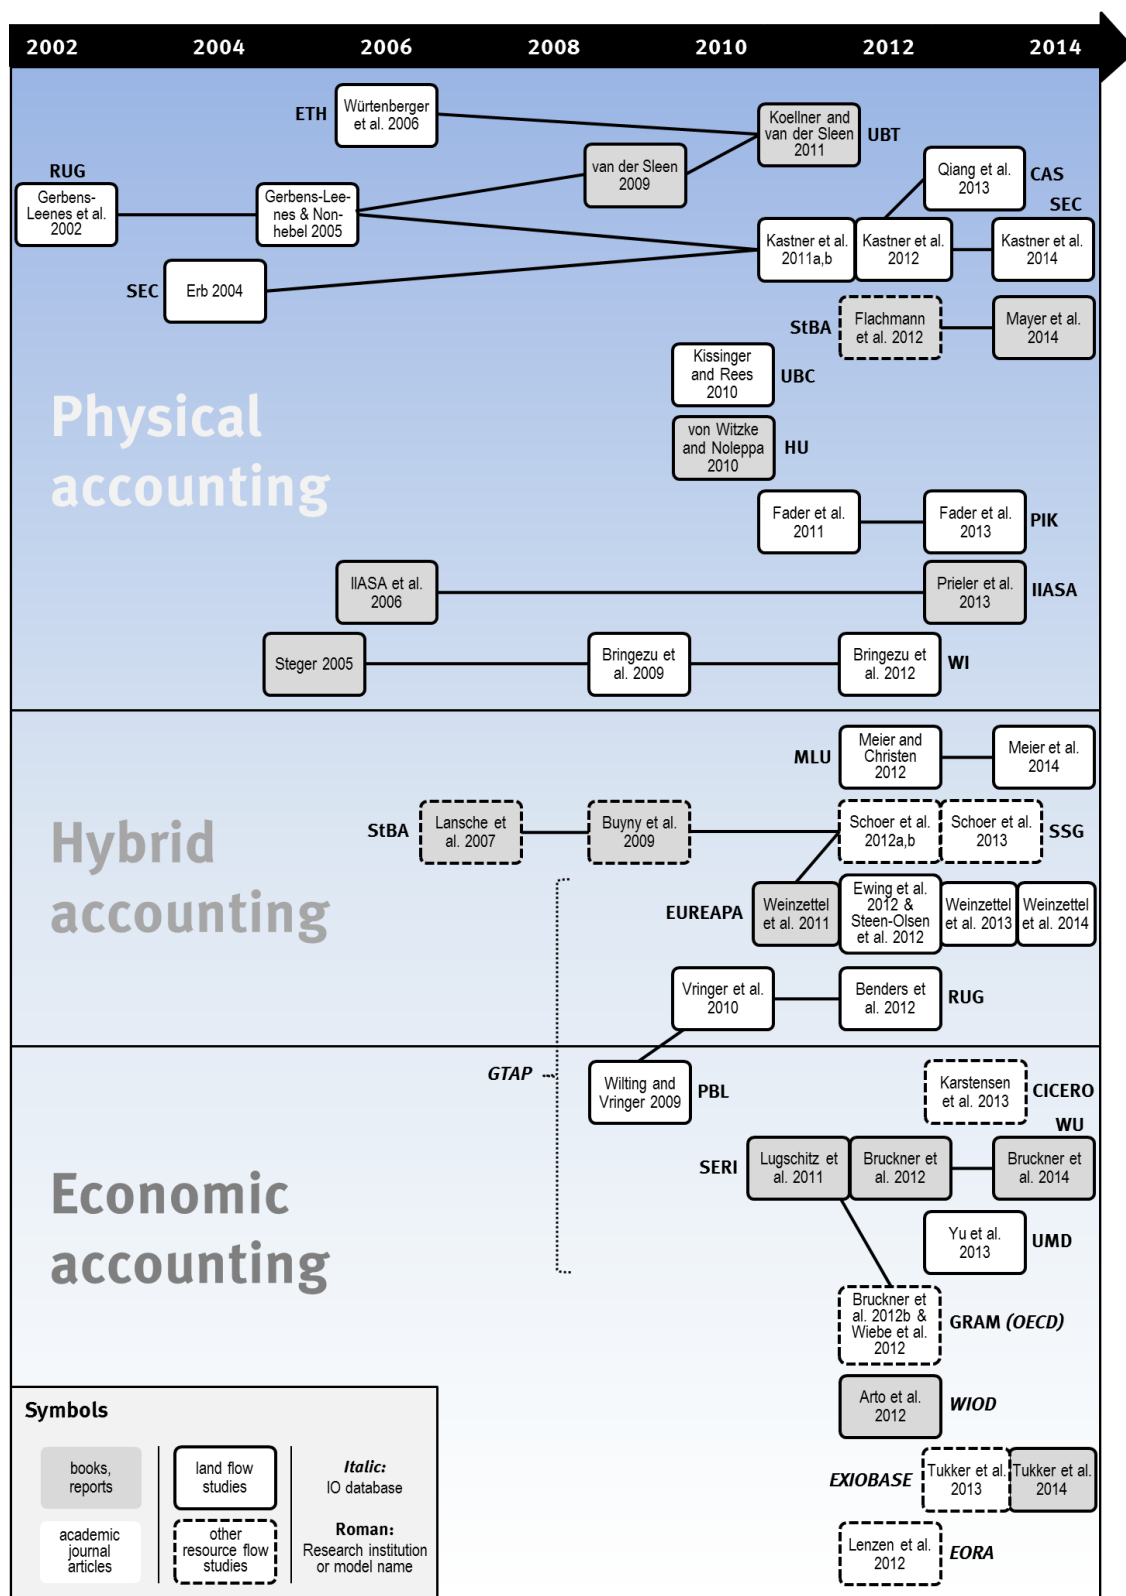 2002 2004 2006 2008 2010 2012 2014
ETH
Würtenberger
et al. 2006
Koellner and
van der Sleen
2011
UBT
RUG
van der Sleen
2009
Qiang et al.
2013
CAS
Gerbens-
Leenes et al.
2002
Gerbens-Lee-
nes & Non-
hebel 2005
SEC
Kastner et al.
2011a,b
Kastner et al.
2012
Kastner et al.
2014
SEC
Erb 2004
StBA
Flachmann
et al. 2012
Mayer et al.
2014
Kissinger
and Rees
2010
UBC
Physical
accounting
von Witzke
and Noleppa
2010
HU
Fader et al.
2011
Fader et al.
2013
PIK
IIASA et al.
2006
Prieler et al.
2013
IIASA
Steger 2005
Bringezu et
al. 2009
Bringezu et
al. 2012
WI
MLU
Meier and
Christen
2012
Meier et al.
2014
Hybrid
accounting
StBA
Lansche et
al. 2007
Buyny et al.
2009
Schoer et al.
2012a,b
Schoer et al.
2013
SSG
EUREAPA
Weinzettel
et al. 2011
Ewing et al.
2012 &
Steen-Olsen
et al. 2012
Weinzettel
et al. 2013
Weinzettel
et al. 2014
Vringer et al.
2010
Benders et
al. 2012
RUG
GTAP
Wilting and
Vringer 2009
PBL
Karstensen
et al. 2013
CICERO
WU
Economic
accounting
SERI
Lugschitz et
al. 2011
Bruckner et
al. 2012
Bruckner et
al. 2014
Yu et al.
2013
UMD
Bruckner et
al. 2012b &
Wiebe et al.
2012
GRAM (OECD)
Arto et al.
2012
WIOD
EXIOBASE
Tukker et al.
2013
Tukker et al.
2014
Lenzen et al.
2012
EORA
Symbols
books,
reports
land flow
studies
Italic:
IO database
academic
journal
articles
other
resource flow
studies
Roman:
Research institution
or model name